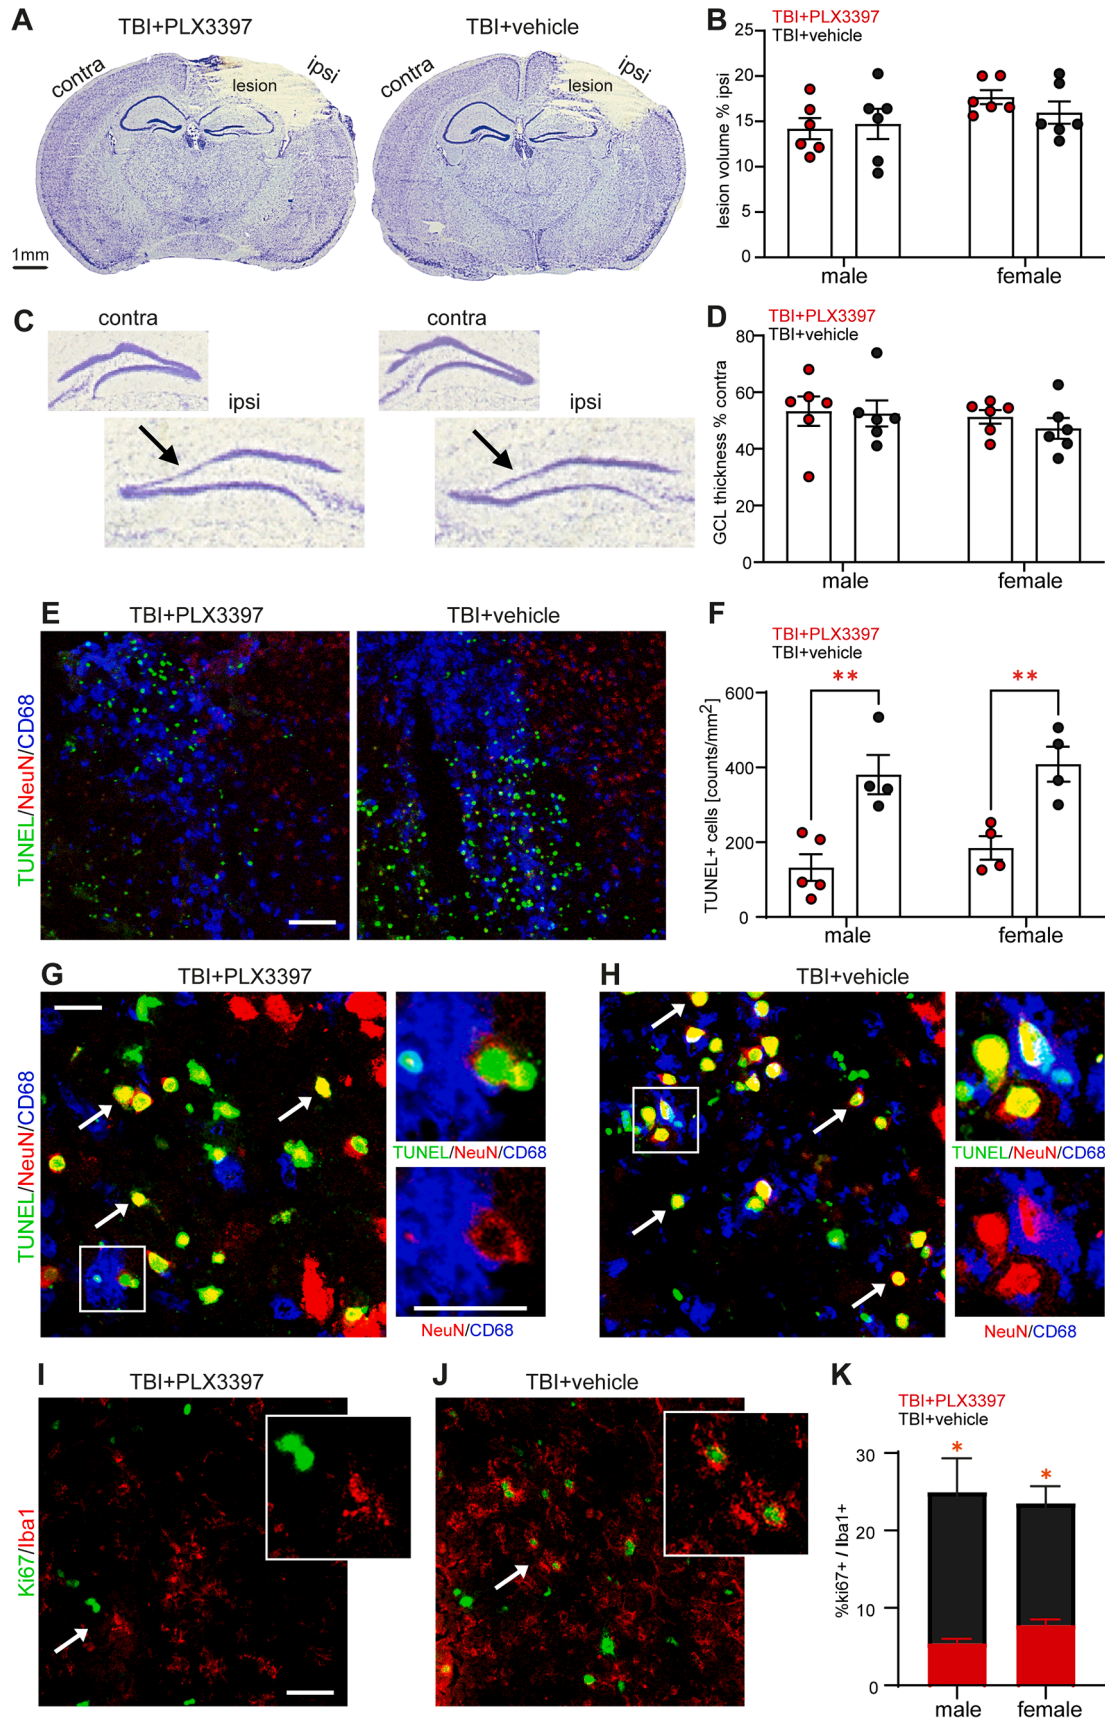 A
TBI+PLX3397
TBI+vehicle
contra
ipsi
lesion
contra
ipsi
lesion
1mm
B
TBI+PLX3397
TBI+vehicle
lesion volume % ipsi
25
20
15
10
5
0
male
female
C
contra
ipsi
contra
ipsi
D
TBI+PLX3397
TBI+vehicle
GCL thickness % contra
80
60
40
20
0
male
female
E
TBI+PLX3397
TBI+vehicle
TUNEL/NeuN/CD68
F
TBI+PLX3397
TBI+vehicle
TUNEL+ cells [counts/mm²]
600
400
200
0
**
**
male
female
G
TBI+PLX3397
TUNEL/NeuN/CD68
TUNEL/NeuN/CD68
NeuN/CD68
H
TBI+vehicle
TUNEL/NeuN/CD68
NeuN/CD68
I
TBI+PLX3397
Ki67/Iba1
J
TBI+vehicle
K
TBI+PLX3397
TBI+vehicle
%ki67+ / Iba1+
30
20
10
0
*
*
male
female